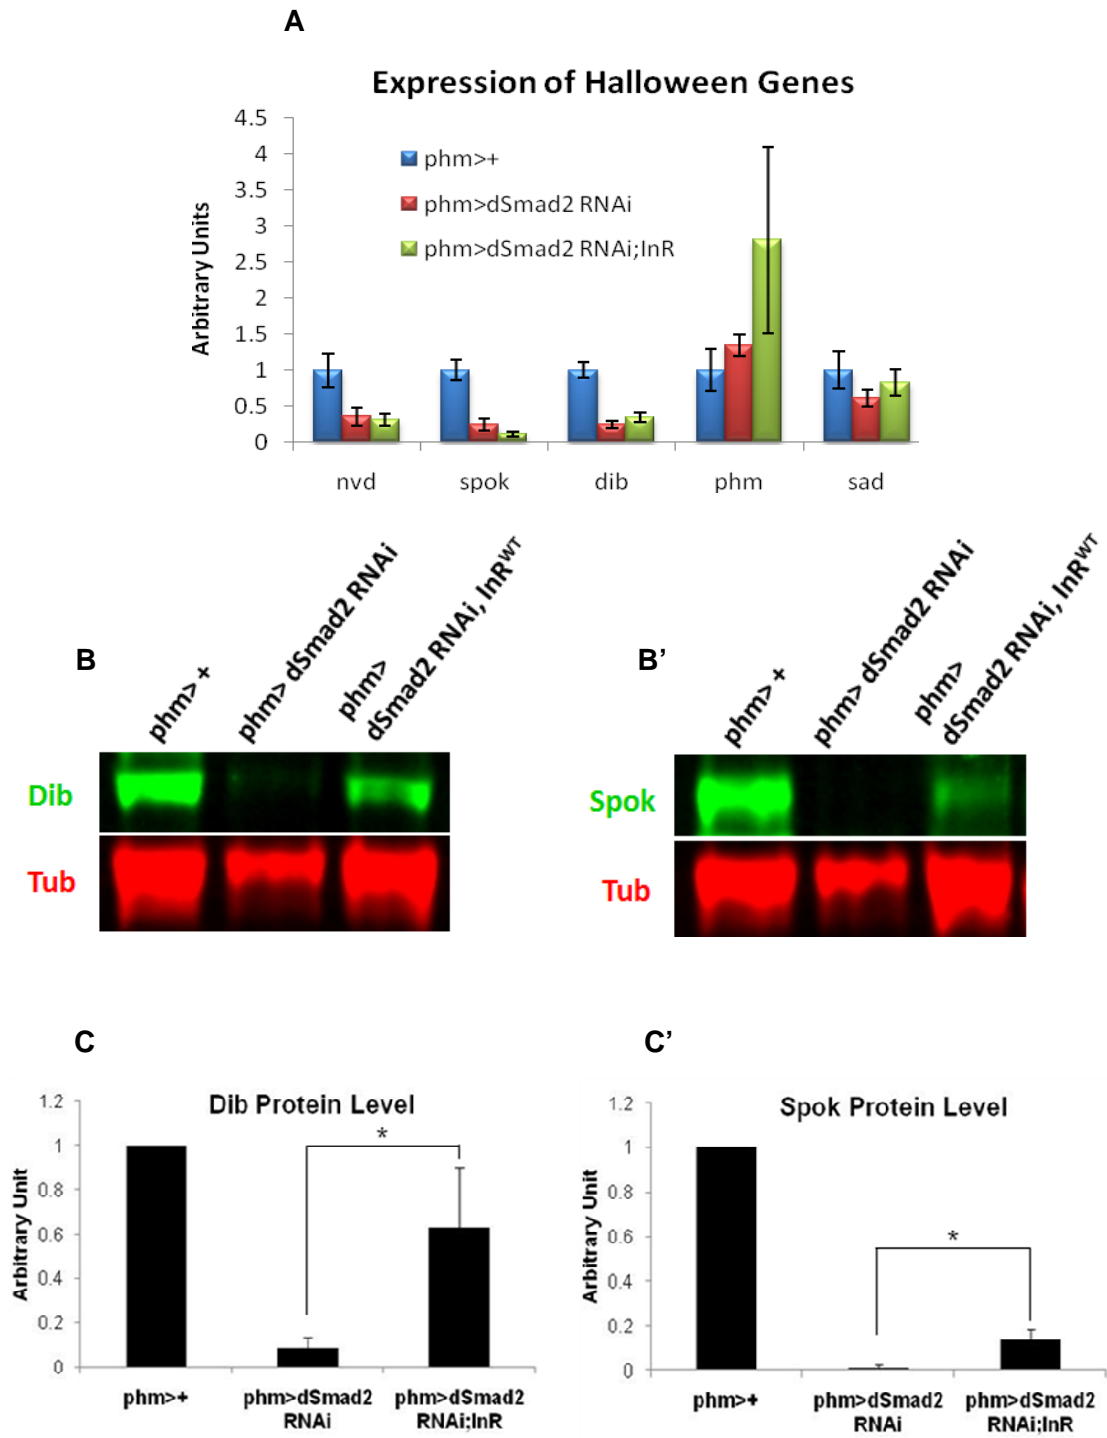 A
Expression of Halloween Genes
4.5
4
3.5
3
2.5
2
1.5
1
0.5
0
Arbitrary Units
phm>+
phm>dSmad2 RNAi
phm>dSmad2 RNAi;InR
nvd
spok
dib
phm
sad
B
phm> +
phm> dSmad2 RNAi
phm>
dSmad2 RNAi, InRᵂᵀ
Dib
Tub
B’
phm> +
phm> dSmad2 RNAi
phm>
dSmad2 RNAi, InRᵂᵀ
Spok
Tub
C
Dib Protein Level
1.2
1
0.8
0.6
0.4
0.2
0
Arbitrary Unit
*
phm>+
phm>dSmad2
RNAi
phm>dSmad2
RNAi;InR
C’
Spok Protein Level
1.2
1
0.8
0.6
0.4
0.2
0
Arbitrary Unit
*
phm>+
phm>dSmad2
RNAi
phm>dSmad2
RNAi;InR